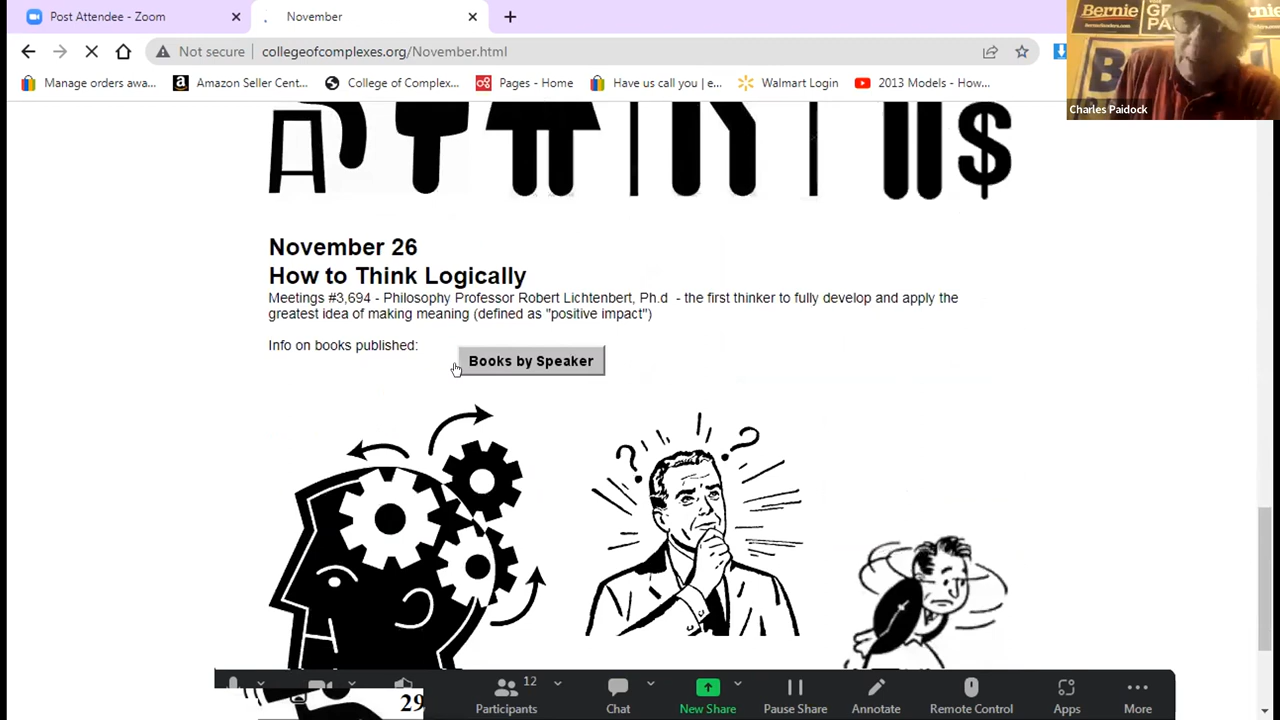 Post Attendee - Zoom
November
Not secure
collegeofcomplexes.org/November.html
Manage orders awa...
Amazon Seller Cent...
College of Complex...
Pages - Home
Have us call you | e...
Walmart Login
2013 Models - How...
Bernie
Charles Paidock
November 26
How to Think Logically
Meetings #3,694 - Philosophy Professor Robert Lichtenbert, Ph.d - the first thinker to fully develop and apply the
greatest idea of making meaning (defined as "positive impact")
Info on books published:
Books by Speaker
? ?
29
12
Participants
Chat
New Share
Pause Share
Annotate
Remote Control
Apps
More